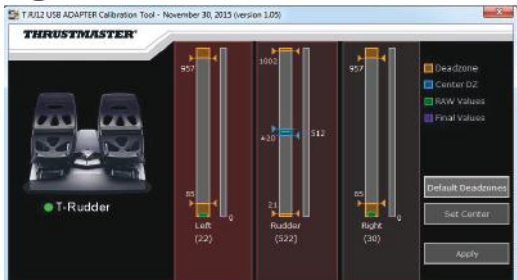 T.RJ12 USB ADAPTER Calibration Tool - November 30, 2015 (version 1.05)
THRUSTMASTER®
957
1002
957
Deadzone
Center DZ
RAW Values
Final Values
±20
512
T-Rudder
85
21
85
0
0
Default Deadzones
Set Center
Left
(22)
Rudder
(522)
Right
(30)
Apply